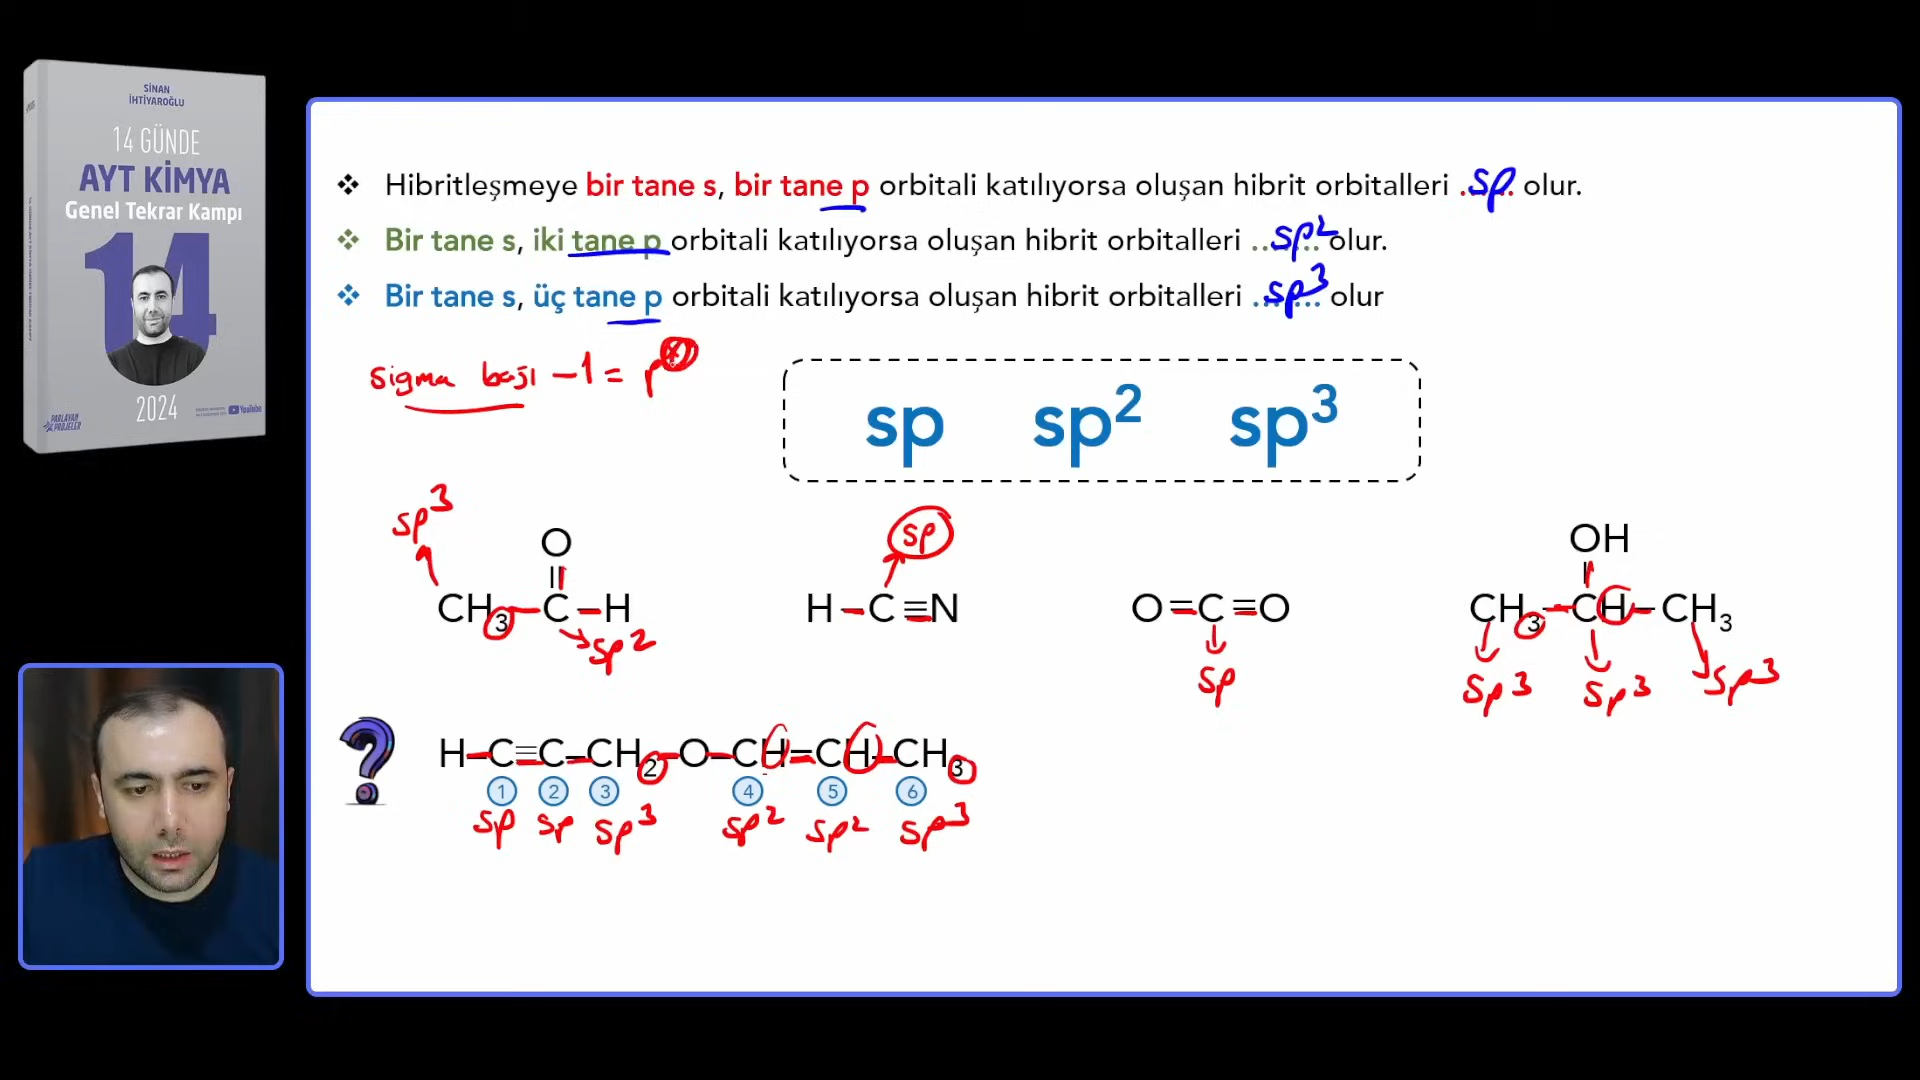 SİNAN
İHTİYAROĞLU
14 GÜNDE
AYT KİMYA
Genel Tekrar Kampı
14
2024
PARLAYAN
PROJELER
YouTube
❖ Hibritleşmeye bir tane s, bir tane p orbitali katılıyorsa oluşan hibrit orbitalleri .sp. olur.
❖ Bir tane s, iki tane p orbitali katılıyorsa oluşan hibrit orbitalleri ..sp².. olur.
❖ Bir tane s, üç tane p orbitali katılıyorsa oluşan hibrit orbitalleri ..sp³.. olur
sigma bağı -1 = p
sp sp² sp³
sp³
O
CH₃-C-H
sp²
sp
H-C≡N
O=C=O
sp
OH
CH₃-CH-CH₃
sp³ sp³ sp³
?
H-C≡C-CH₂-O-CH=CH-CH₃
1 2 3 4 5 6
sp sp sp³ sp² sp² sp³